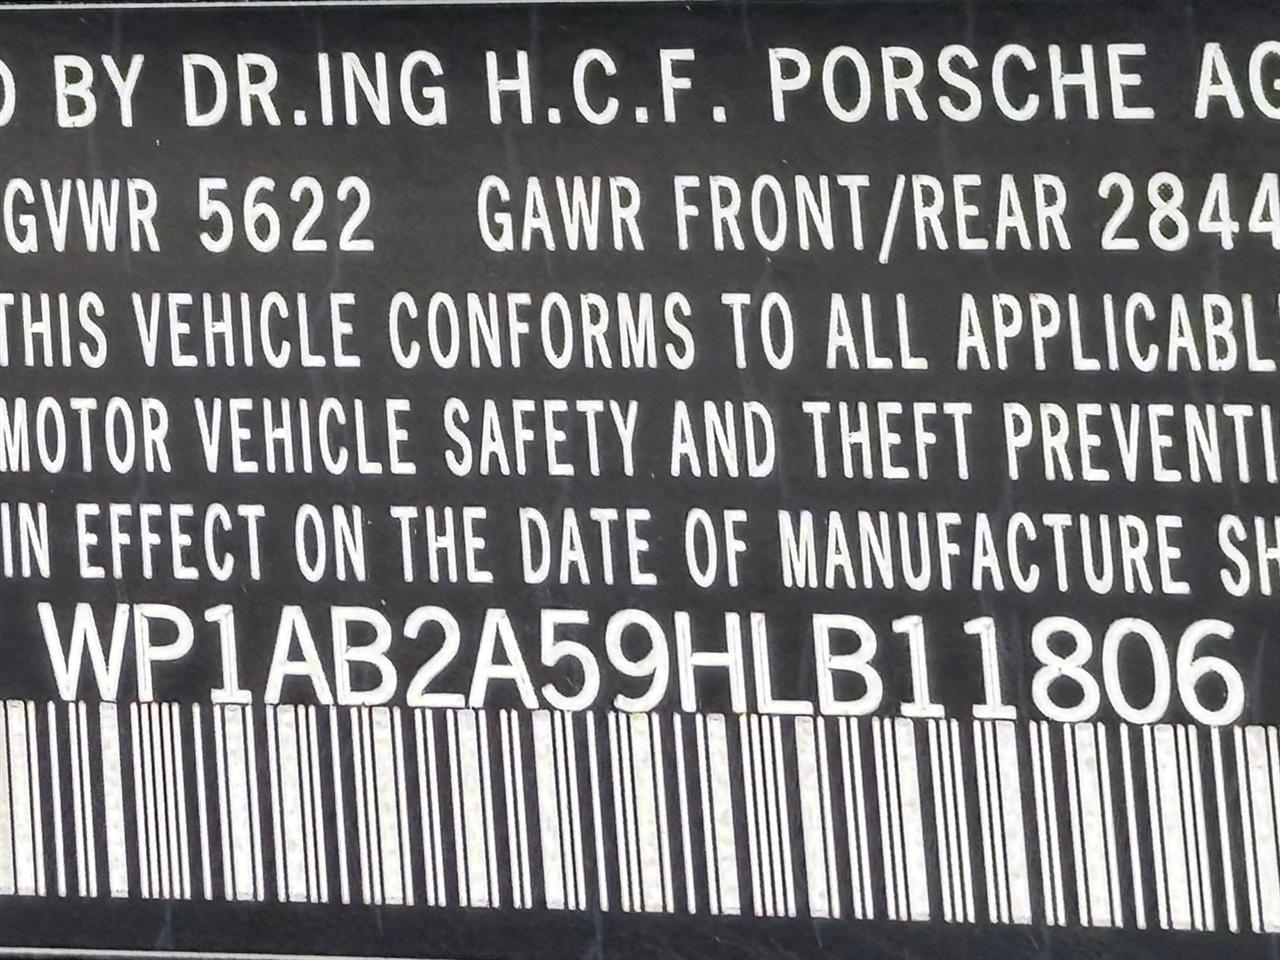 D BY DR.ING H.C.F. PORSCHE AG
GVWR 5622 GAWR FRONT/REAR 2844
THIS VEHICLE CONFORMS TO ALL APPLICABL
MOTOR VEHICLE SAFETY AND THEFT PREVENTI
IN EFFECT ON THE DATE OF MANUFACTURE SH
WP1AB2A59HLB11806